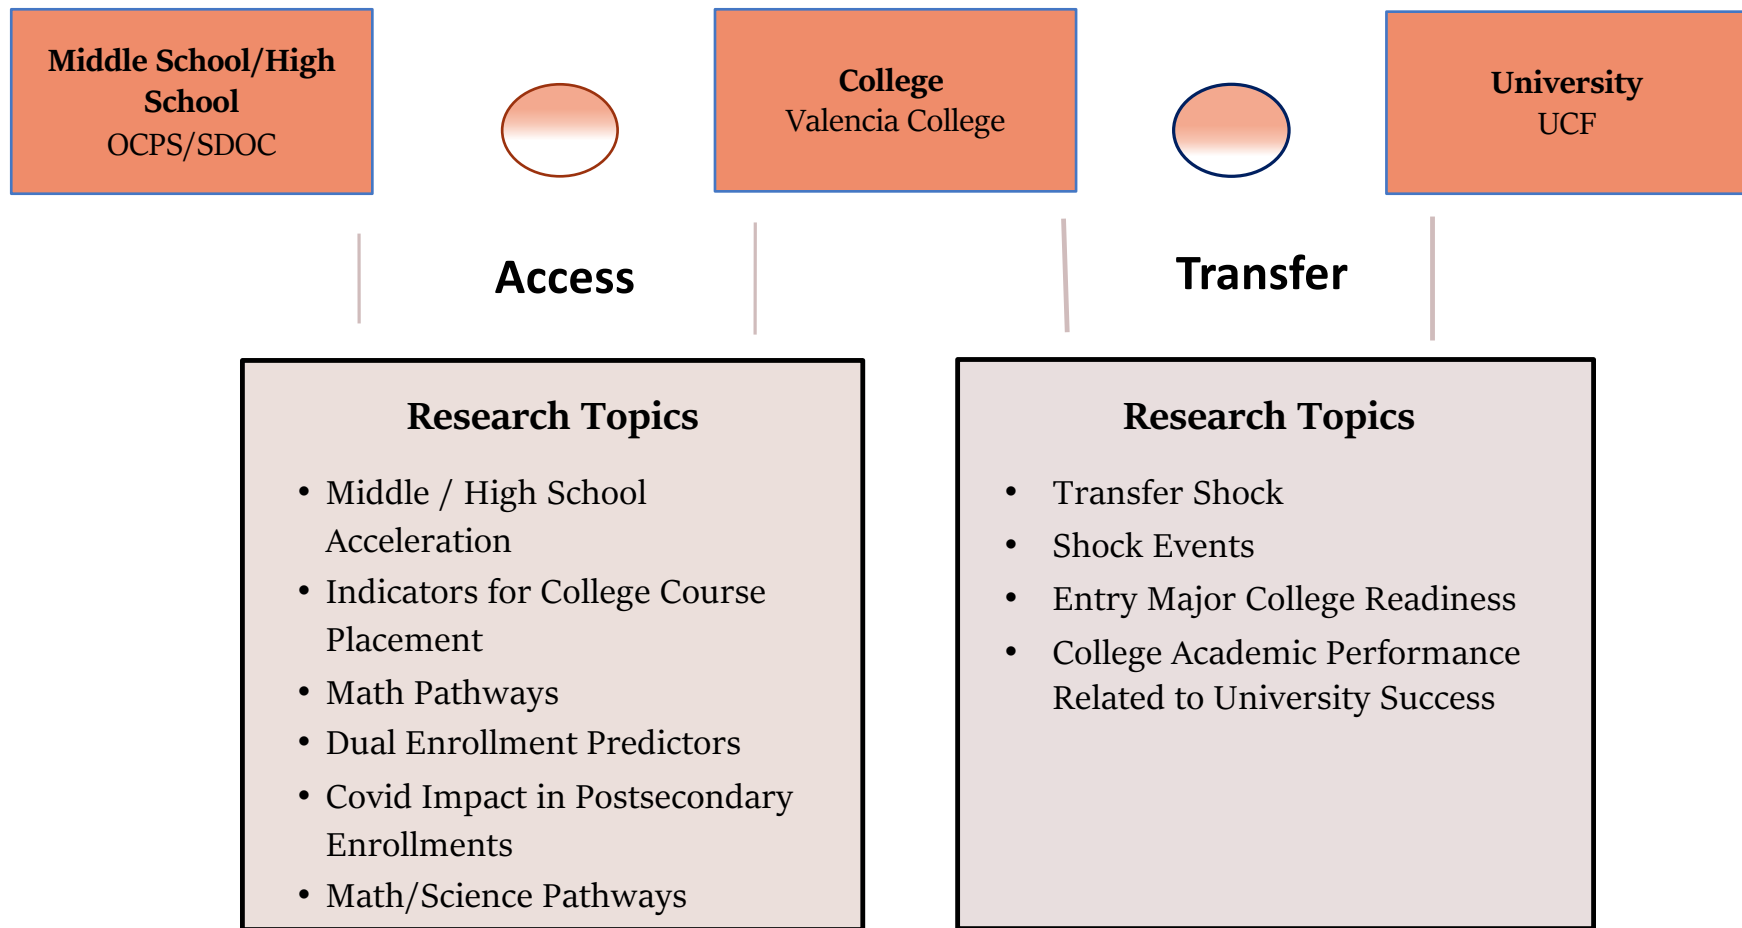 Middle School/High
School
OCPS/SDOC
College
Valencia College
University
UCF
Access
Transfer
Research Topics
• Middle / High School
Acceleration
• Indicators for College Course
Placement
• Math Pathways
• Dual Enrollment Predictors
• Covid Impact in Postsecondary
Enrollments
• Math/Science Pathways
Research Topics
• Transfer Shock
• Shock Events
• Entry Major College Readiness
• College Academic Performance
Related to University Success